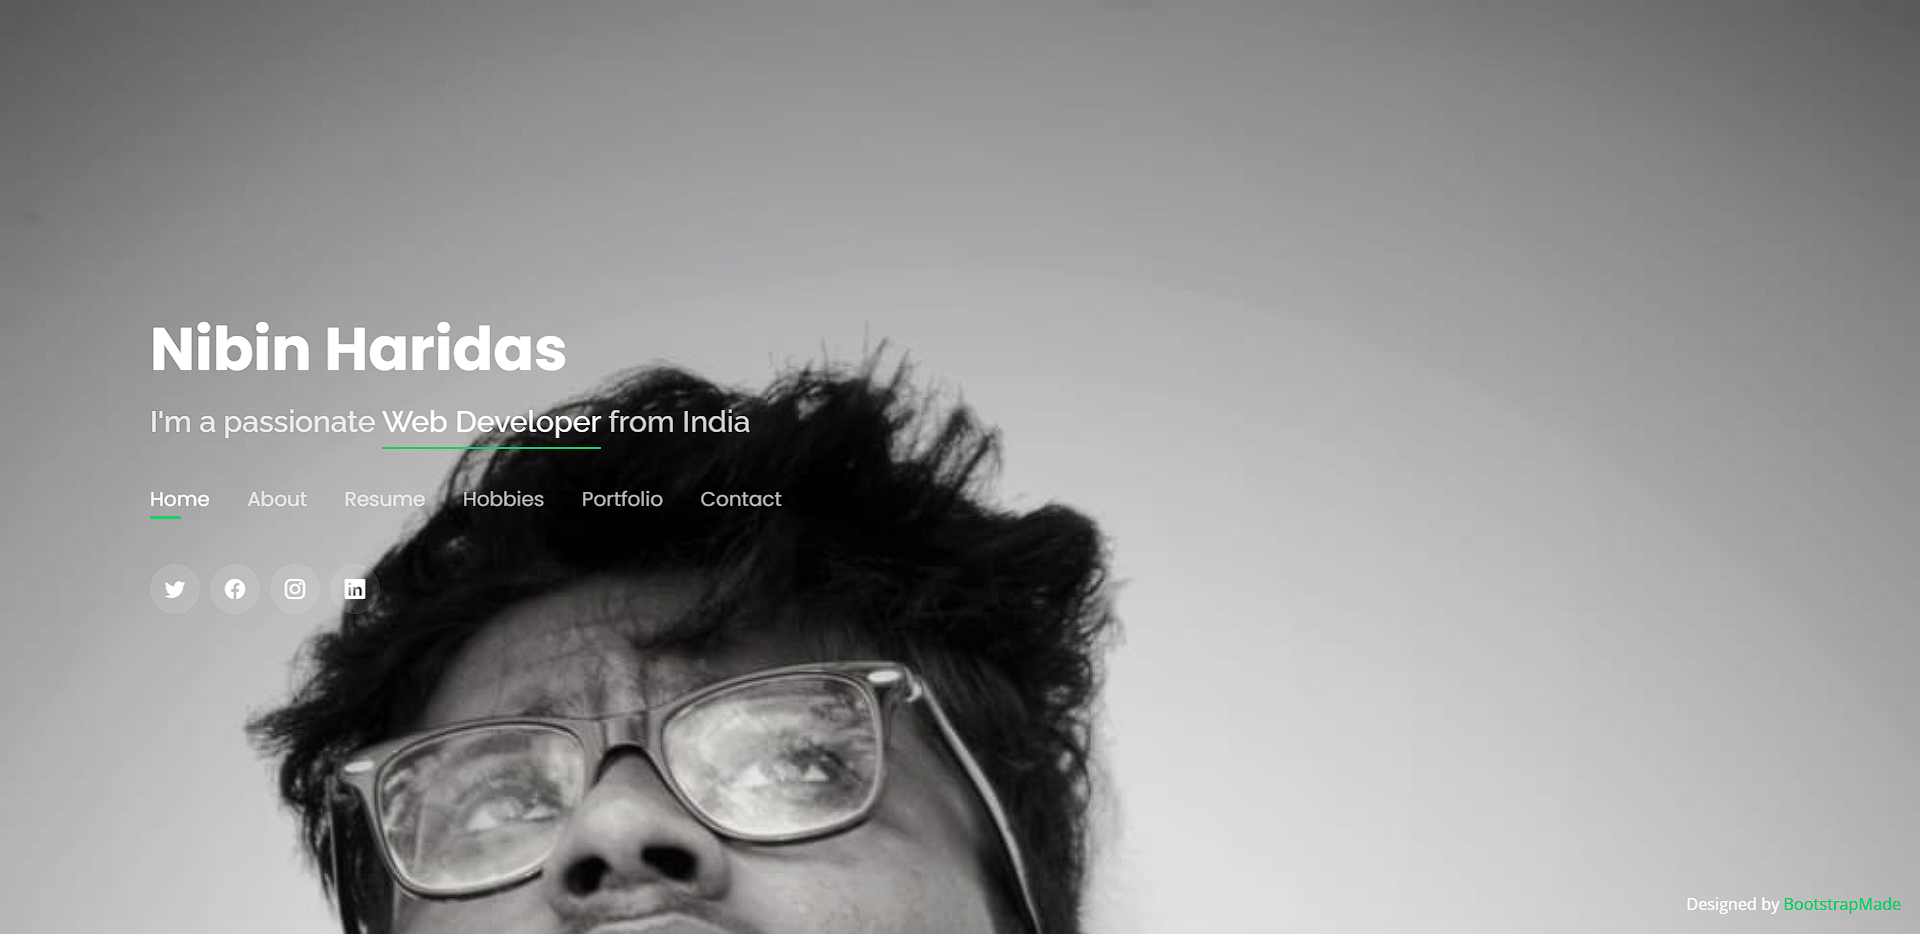 Nibin Haridas
I'm a passionate Web Developer from India
Home About Resume Hobbies Portfolio Contact
Designed by BootstrapMade